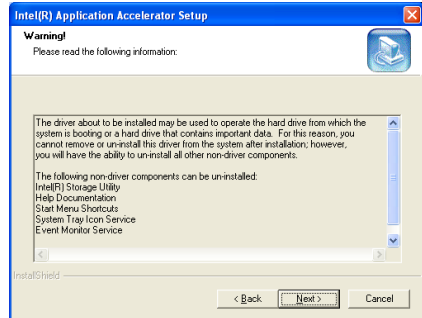 Intel(R) Application Accelerator Setup
Warning!
Please read the following information:
The driver about to be installed may be used to operate the hard drive from which the
system is booting or a hard drive that contains important data. For this reason, you
cannot remove or un-install this driver from the system after installation; however,
you will have the ability to un-install all other non-driver components.
The following non-driver components can be un-installed:
Intel(R) Storage Utility
Help Documentation
Start Menu Shortcuts
System Tray Icon Service
Event Monitor Service
InstallShield
< Back
Next >
Cancel